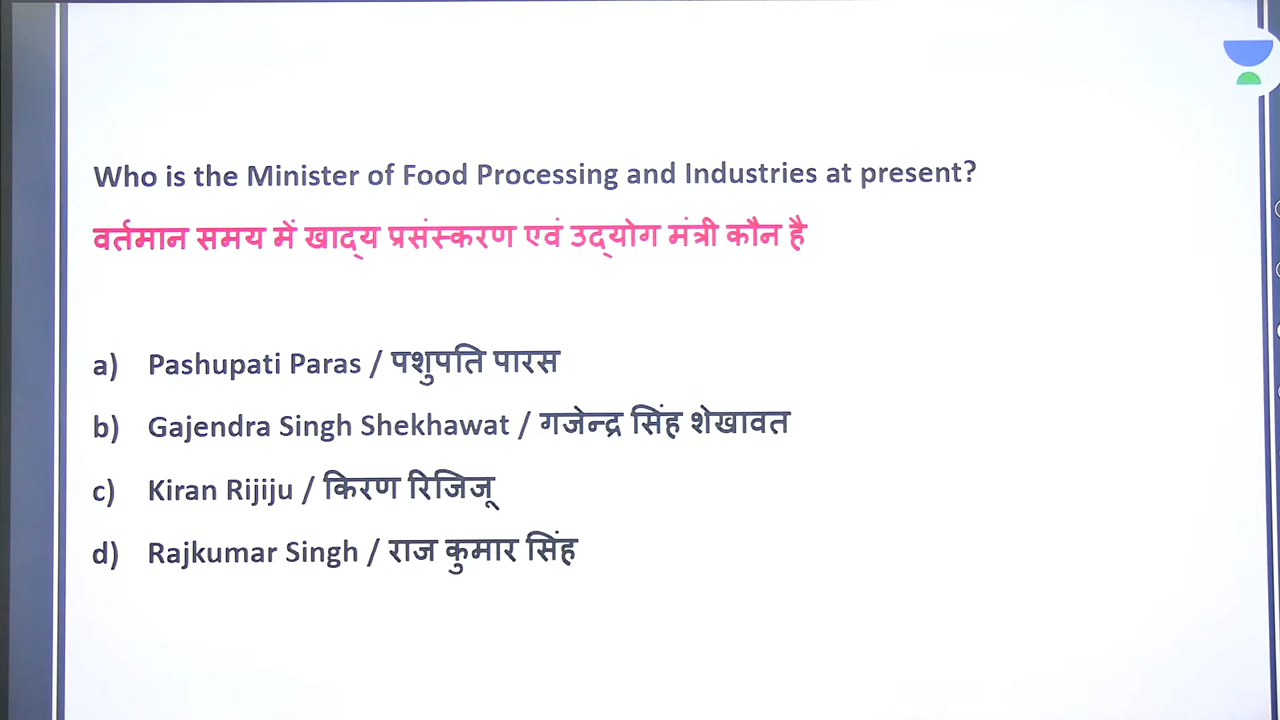 Who is the Minister of Food Processing and Industries at present?
वर्तमान समय में खाद्य प्रसंस्करण एवं उद्योग मंत्री कौन है
a) Pashupati Paras / पशुपति पारस
b) Gajendra Singh Shekhawat / गजेन्द्र सिंह शेखावत
c) Kiran Rijiju / किरण रिजिजू
d) Rajkumar Singh / राज कुमार सिंह